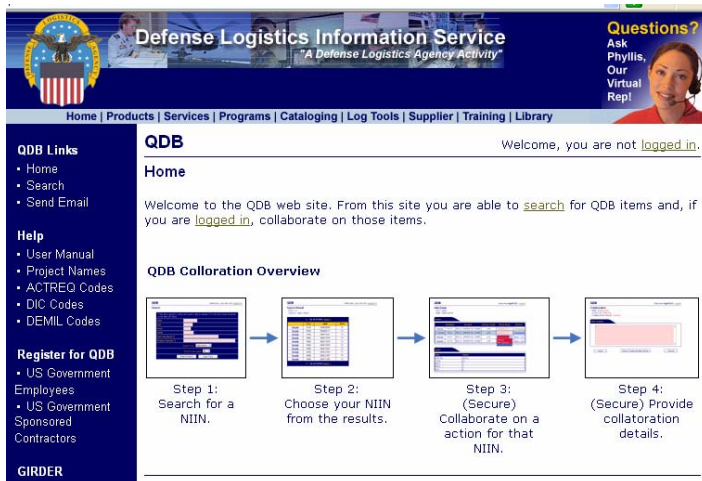 Defense Logistics Information Service
"A Defense Logistics Agency Activity"
Questions?
Ask
Phyllis,
Our
Virtual
Rep!
Home | Products | Services | Programs | Cataloging | Log Tools | Supplier | Training | Library
QDB Links
▪ Home
▪ Search
▪ Send Email
Help
▪ User Manual
▪ Project Names
▪ ACTREQ Codes
▪ DIC Codes
▪ DEMIL Codes
Register for QDB
▪ US Government
Employees
▪ US Government
Sponsored
Contractors
GIRDER
QDB
Welcome, you are not logged in.
Home
Welcome to the QDB web site. From this site you are able to search for QDB items and, if
you are logged in, collaborate on those items.
QDB Colloration Overview
Step 1:
Search for a
NIIN.
Step 2:
Choose your NIIN
from the results.
Step 3:
(Secure)
Collaborate on a
action for that
NIIN.
Step 4:
(Secure) Provide
collatoration
details.